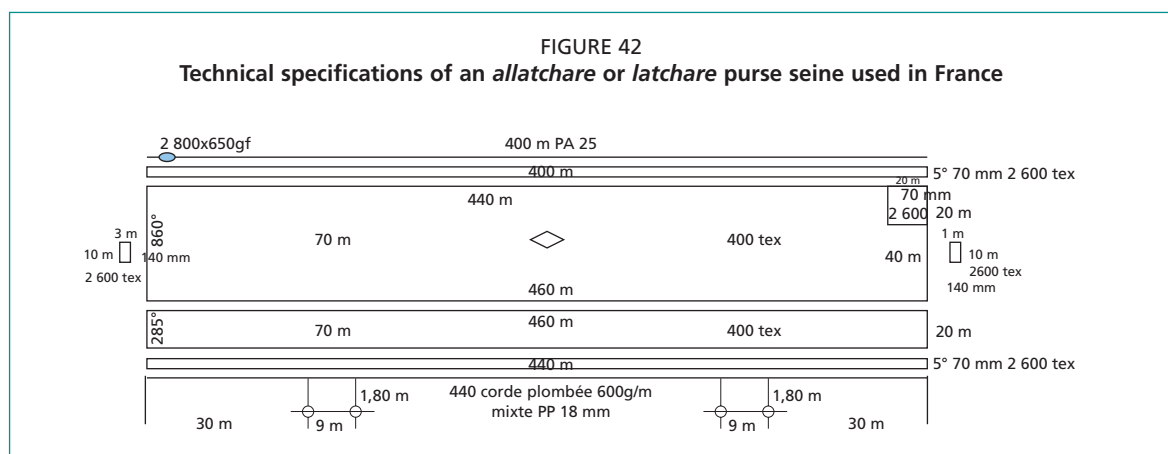 FIGURE 42
Technical specifications of an allatchare or latchare purse seine used in France
2 800x650gf
400 m PA 25
400 m
5° 70 mm 2 600 tex
20 m
440 m
70 mm
2 600
20 m
860°
3 m
10 m
140 mm
2 600 tex
70 m
400 tex
40 m
1 m
10 m
2600 tex
140 mm
460 m
460 m
285°
70 m
400 tex
20 m
440 m
5° 70 mm 2 600 tex
1,80 m
440 corde plombée 600g/m
mixte PP 18 mm
1,80 m
30 m
9 m
9 m
30 m